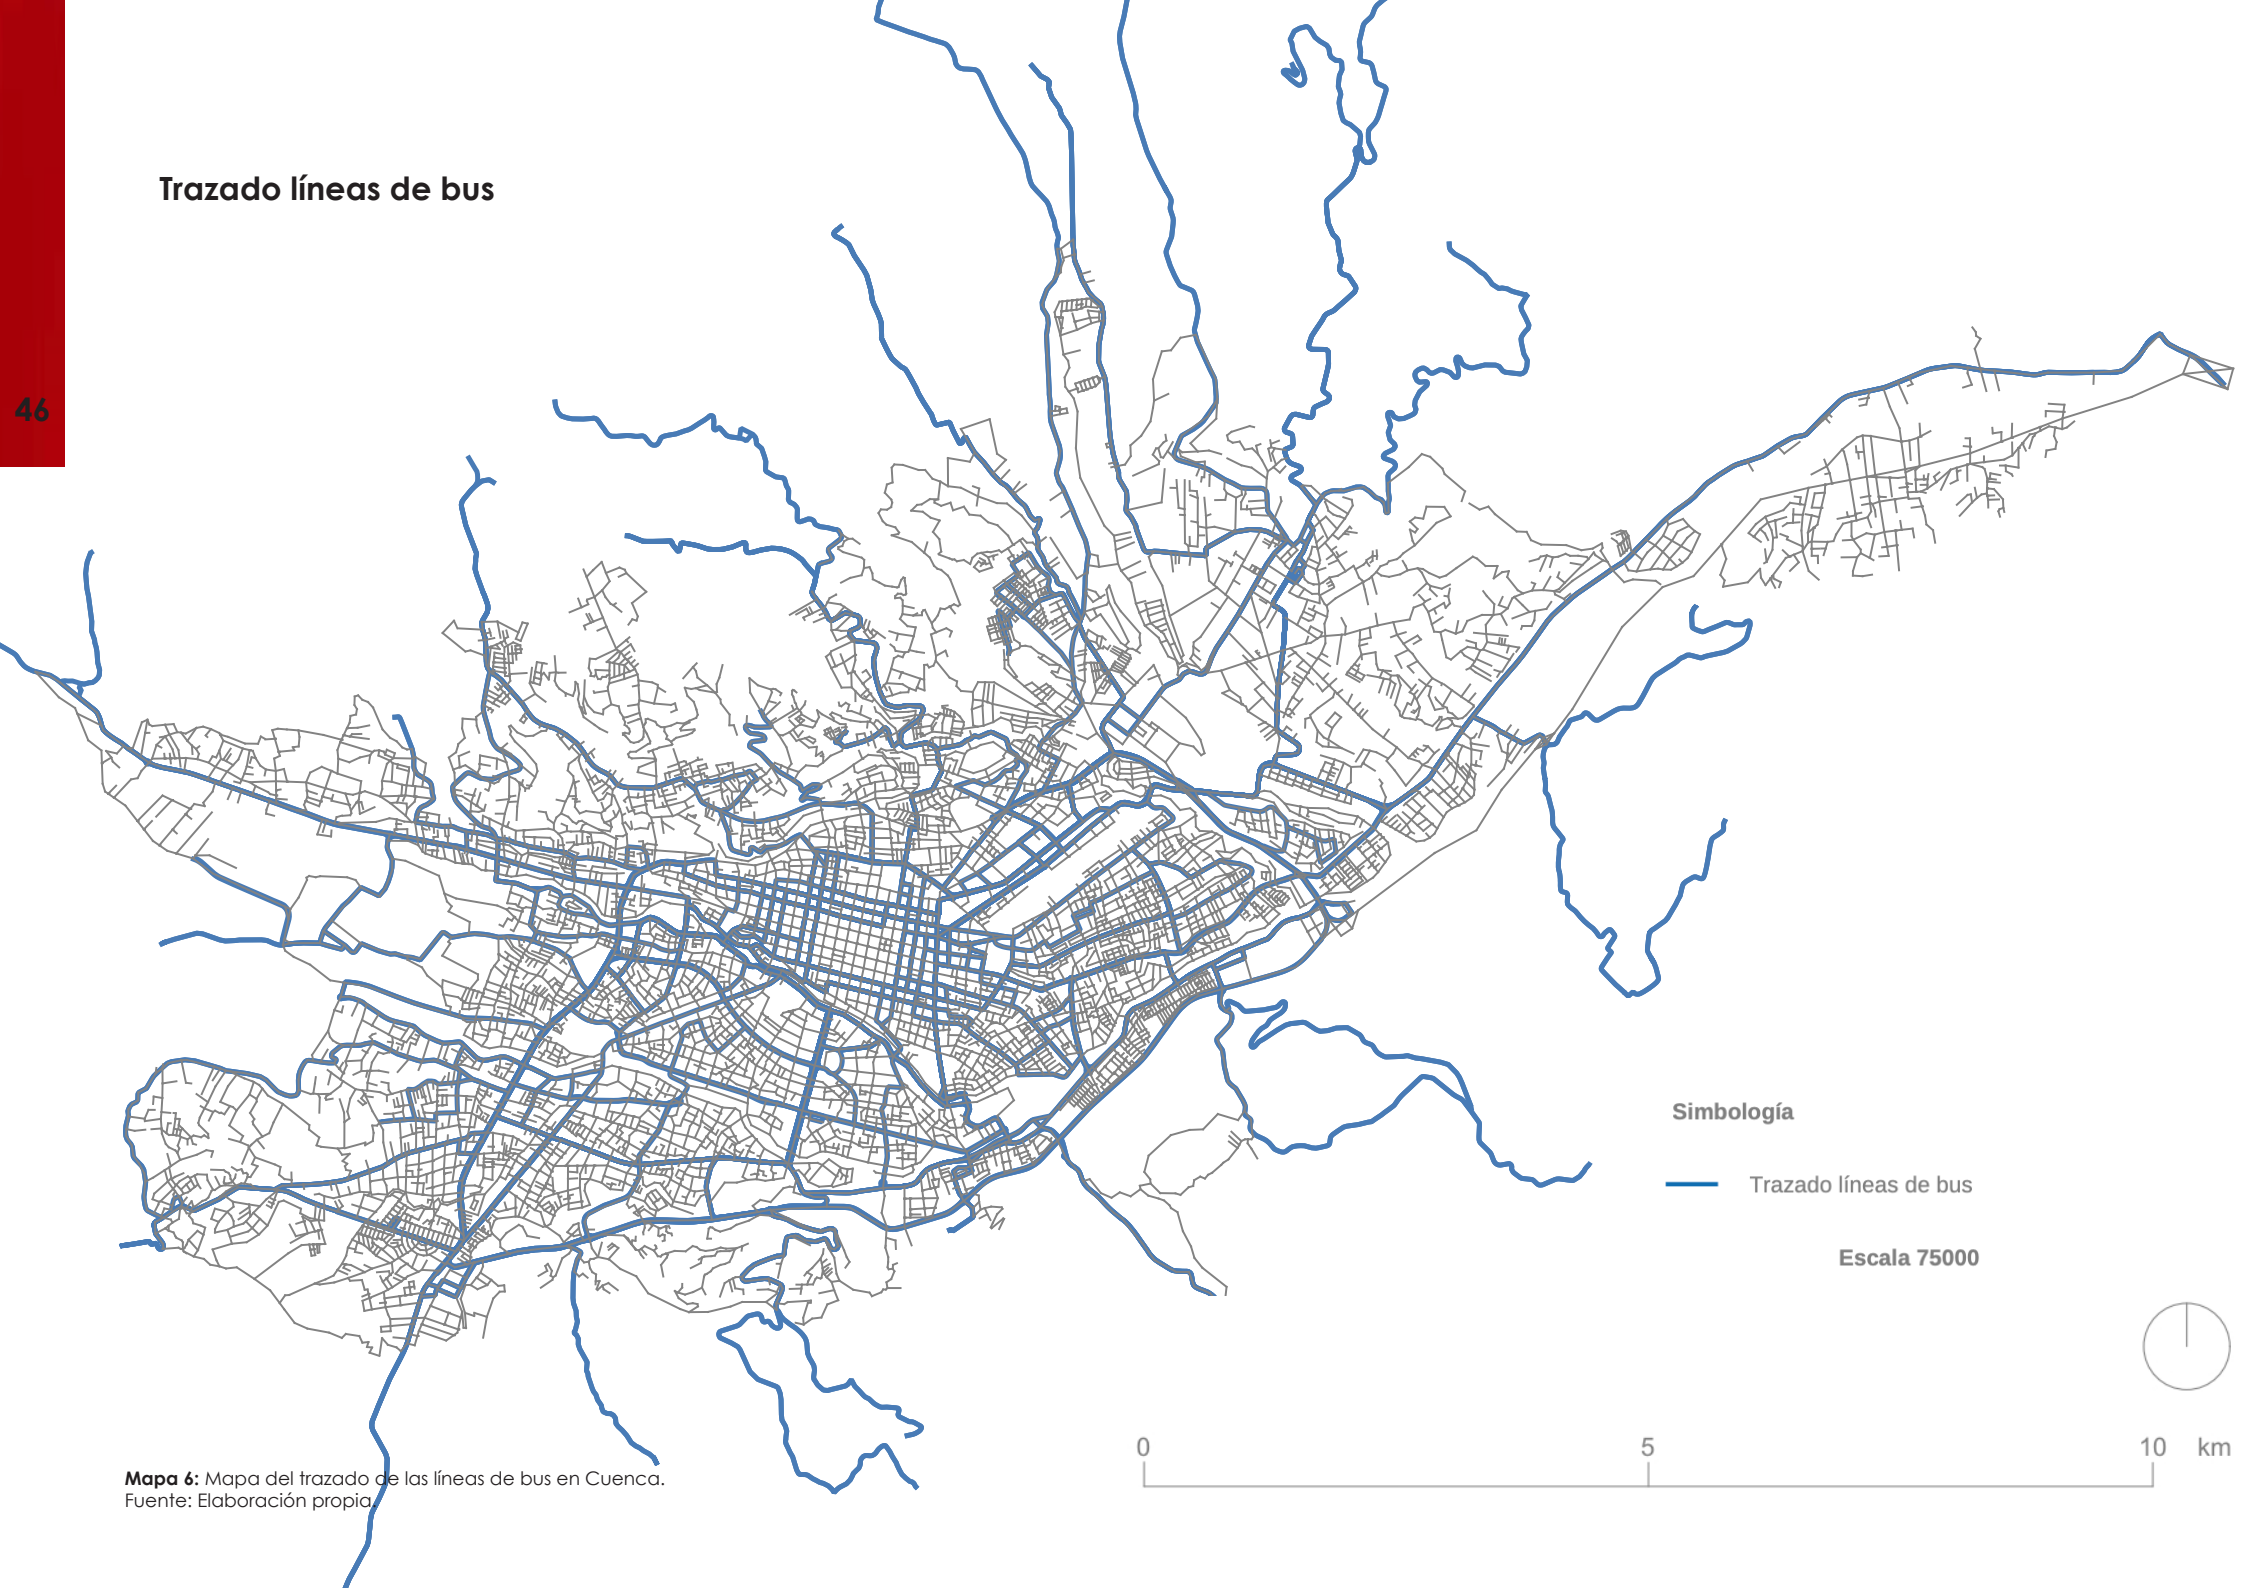 Trazado líneas de bus
46
Simbología
Trazado líneas de bus
Escala 75000
0 5 10 km
Mapa 6: Mapa del trazado de las líneas de bus en Cuenca.
Fuente: Elaboración propia.